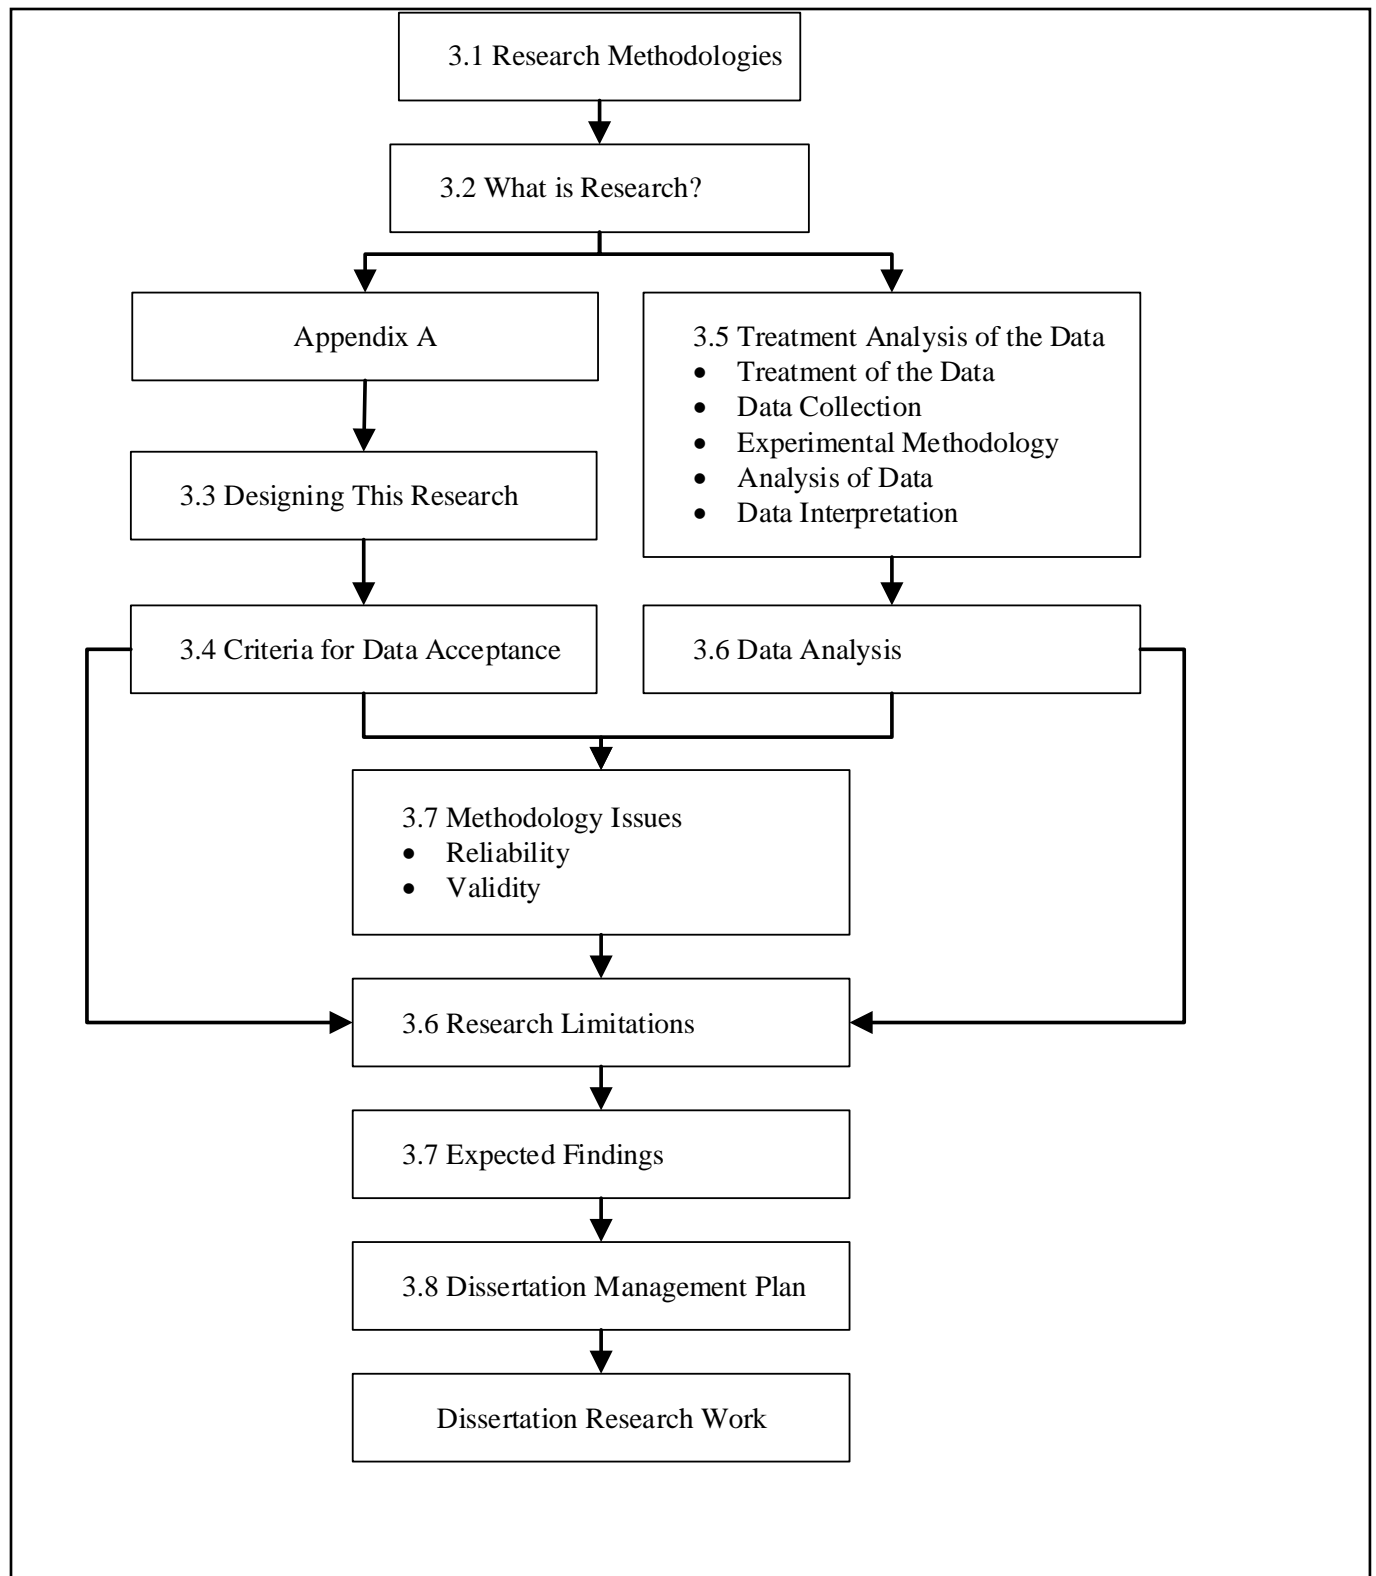 3.1 Research Methodologies
3.2 What is Research?
Appendix A
3.3 Designing This Research
3.4 Criteria for Data Acceptance
3.5 Treatment Analysis of the Data
• Treatment of the Data
• Data Collection
• Experimental Methodology
• Analysis of Data
• Data Interpretation
3.6 Data Analysis
3.7 Methodology Issues
• Reliability
• Validity
3.6 Research Limitations
3.7 Expected Findings
3.8 Dissertation Management Plan
Dissertation Research Work